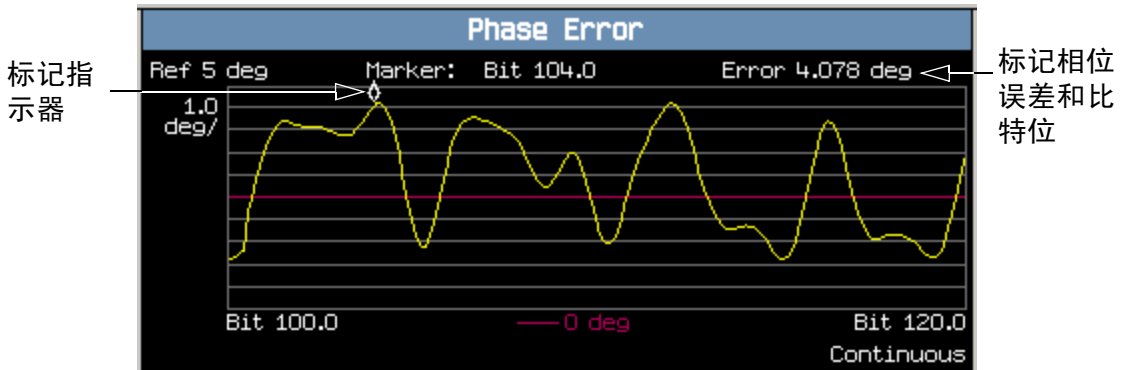 Phase Error
标记指
示器
Ref 5 deg
Marker: Bit 104.0
Error 4.078 deg
标记相位
误差和比
特位
1.0
deg/
Bit 100.0
0 deg
Bit 120.0
Continuous